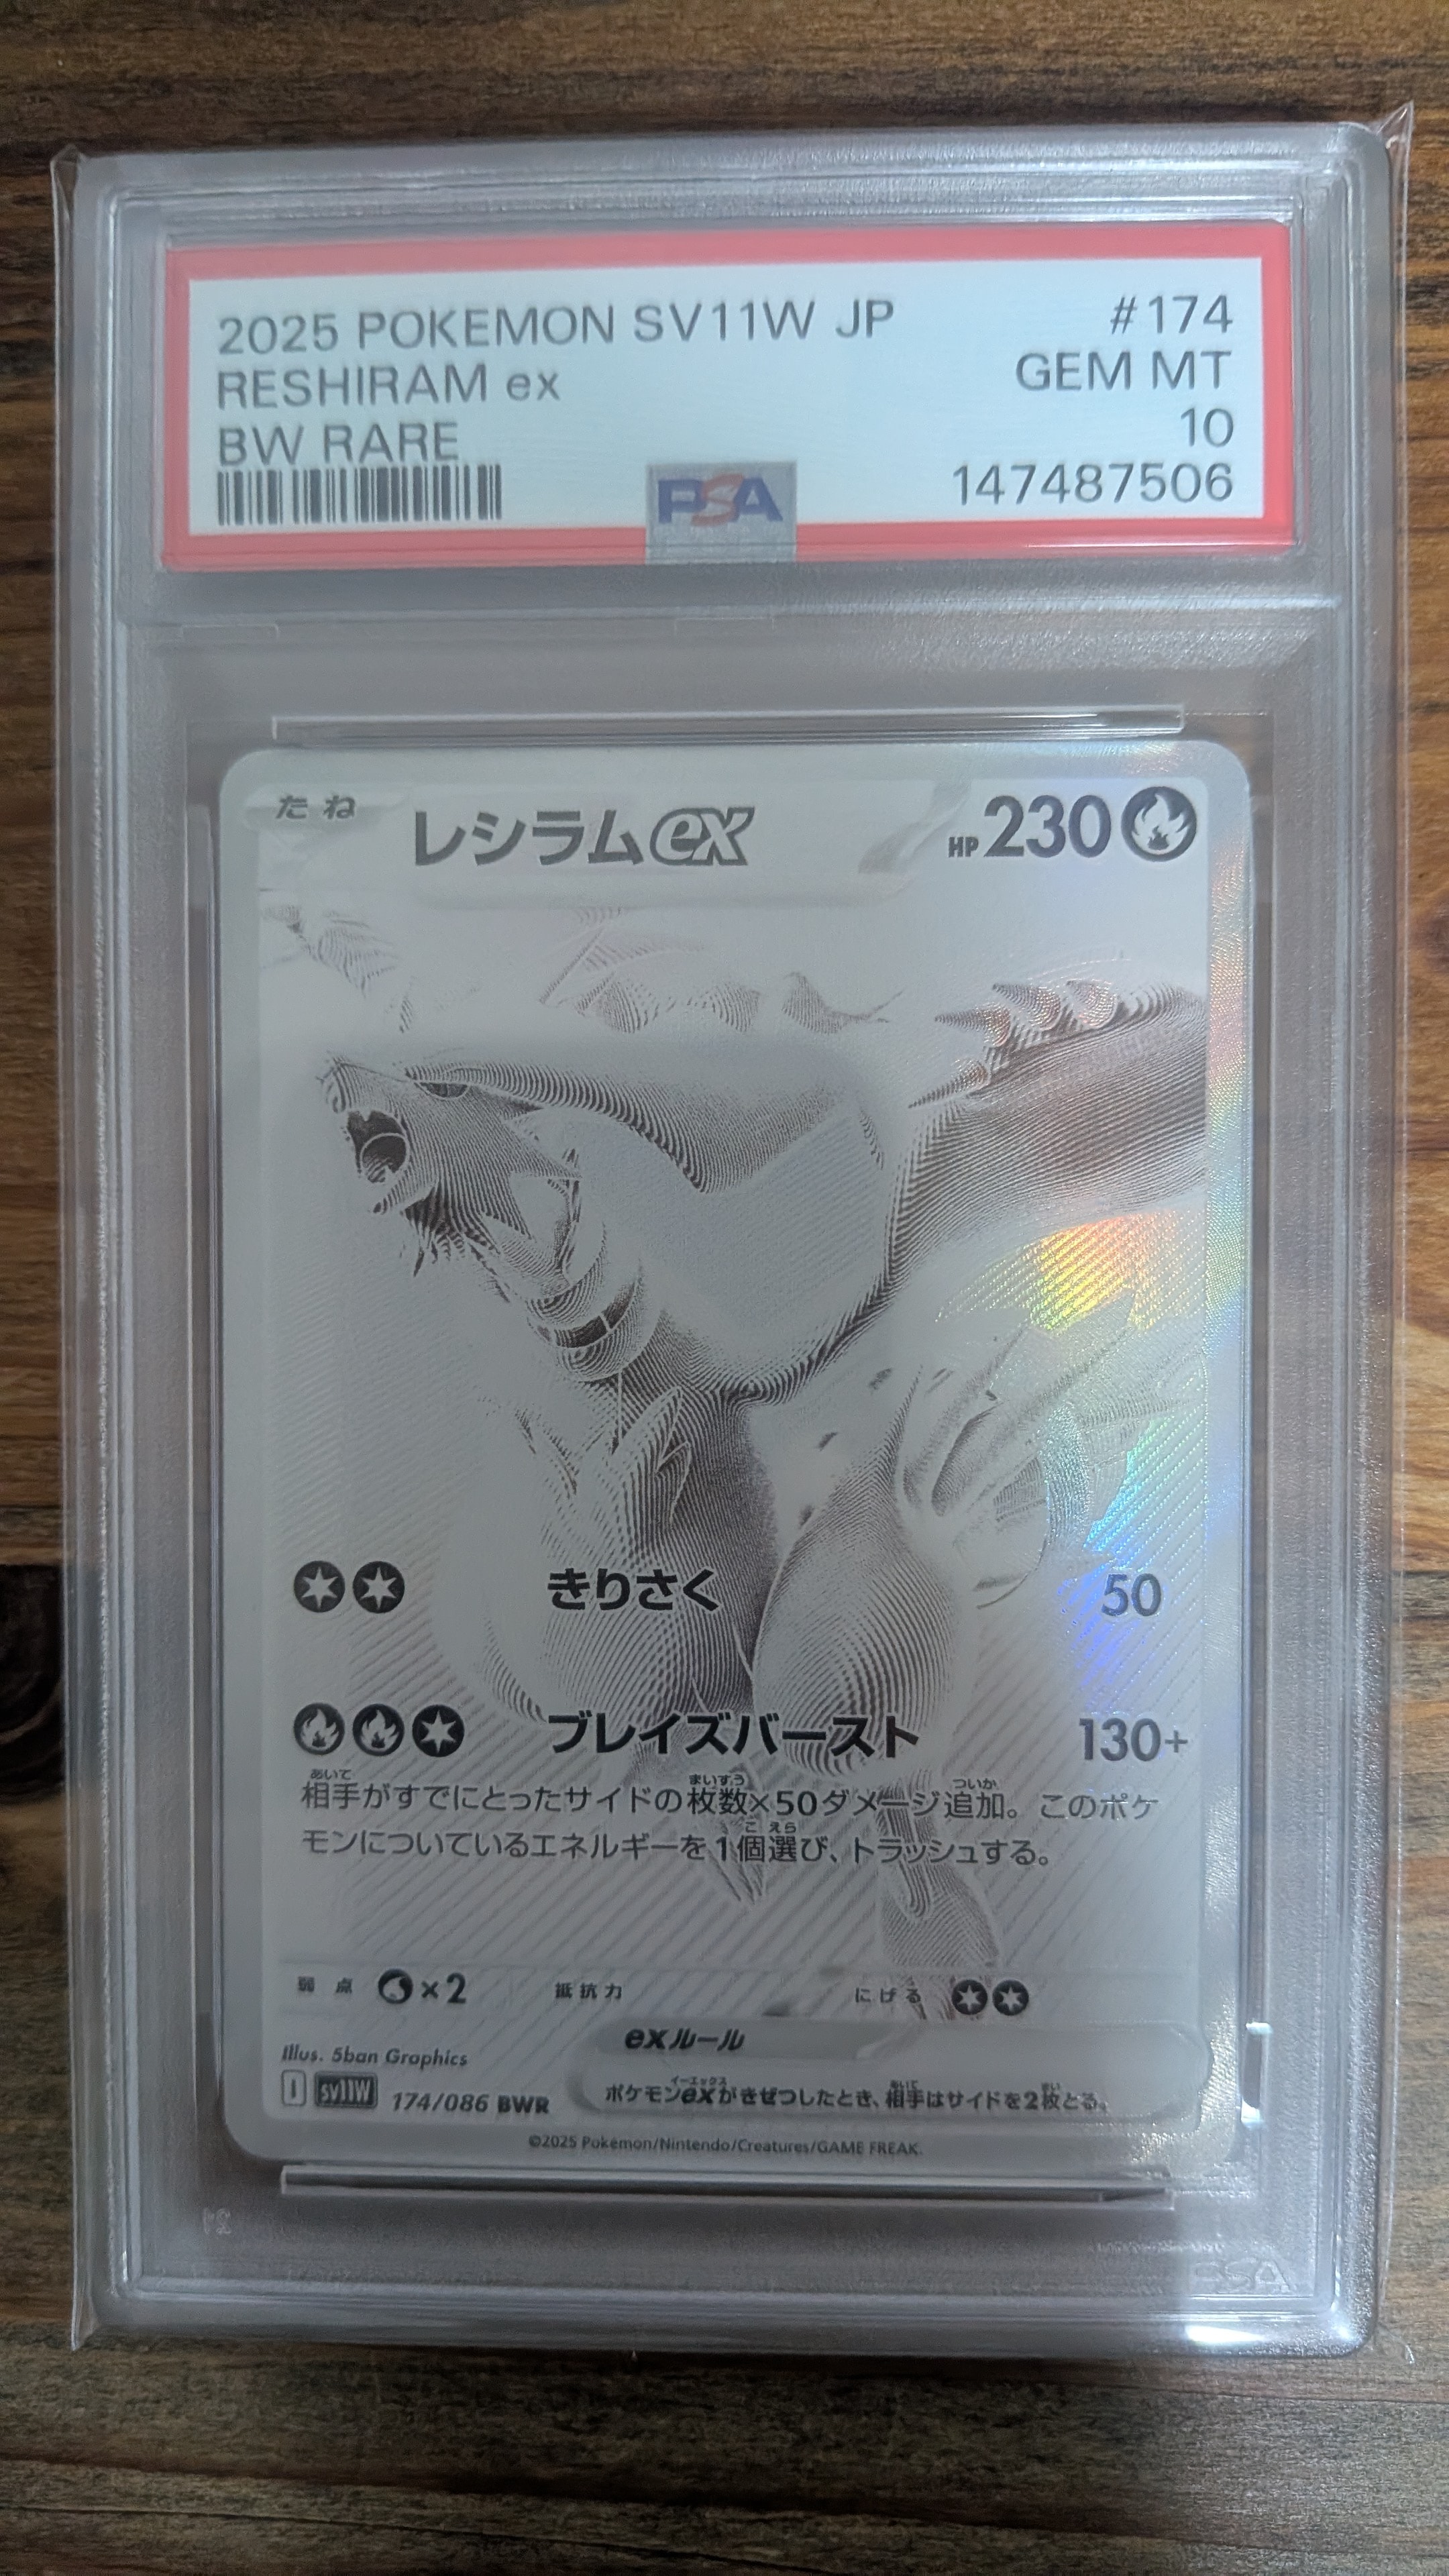 2025 POKEMON SV11W JP #174
RESHIRAM ex GEM MT
BW RARE 10
PSA 147487506
たね レシラムex HP230
きりさく 50
ブレイズバースト 130+
相手がすでにとったサイドの枚数×50ダメージ追加。このポケ
モンについているエネルギーを1個選び、トラッシュする。
弱点 ×2 抵抗力 にげる
exルール
Illus. 5ban Graphics
ポケモンexがきぜつしたとき、相手はサイドを2枚とる。
I SV11W 174/086 BWR
©2025 Pokémon/Nintendo/Creatures/GAME FREAK.
PSA